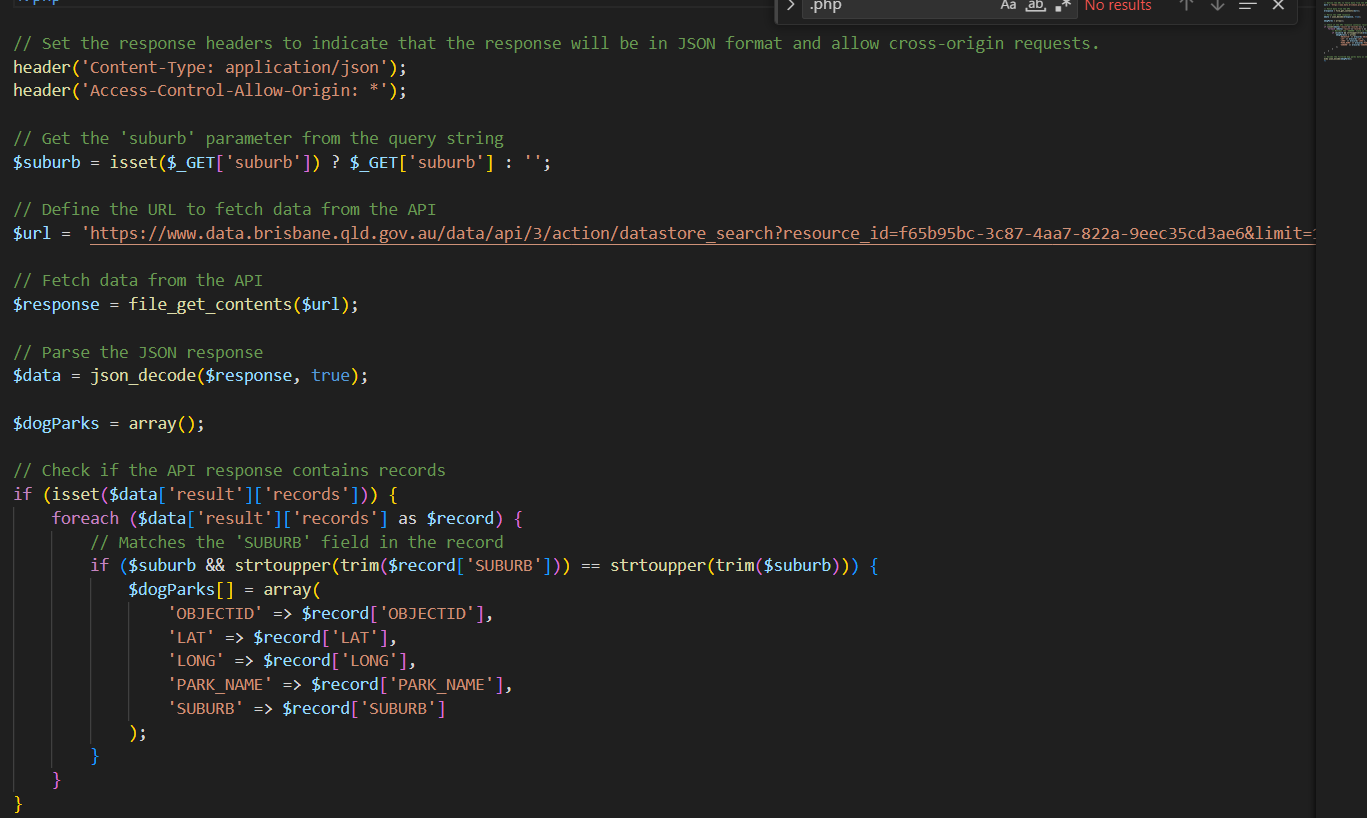 .php
Aa
ab
.*
No results
// Set the response headers to indicate that the response will be in JSON format and allow cross-origin requests.
header('Content-Type: application/json');
header('Access-Control-Allow-Origin: *');
// Get the 'suburb' parameter from the query string
$suburb = isset($_GET['suburb']) ? $_GET['suburb'] : '';
// Define the URL to fetch data from the API
$url = 'https://www.data.brisbane.qld.gov.au/data/api/3/action/datastore_search?resource_id=f65b95bc-3c87-4aa7-822a-9eec35cd3ae6&limit=
// Fetch data from the API
$response = file_get_contents($url);
// Parse the JSON response
$data = json_decode($response, true);
$dogParks = array();
// Check if the API response contains records
if (isset($data['result']['records'])) {
    foreach ($data['result']['records'] as $record) {
        // Matches the 'SUBURB' field in the record
        if ($suburb && strtoupper(trim($record['SUBURB'])) == strtoupper(trim($suburb))) {
            $dogParks[] = array(
                'OBJECTID' => $record['OBJECTID'],
                'LAT' => $record['LAT'],
                'LONG' => $record['LONG'],
                'PARK_NAME' => $record['PARK_NAME'],
                'SUBURB' => $record['SUBURB']
            );
        }
    }
}